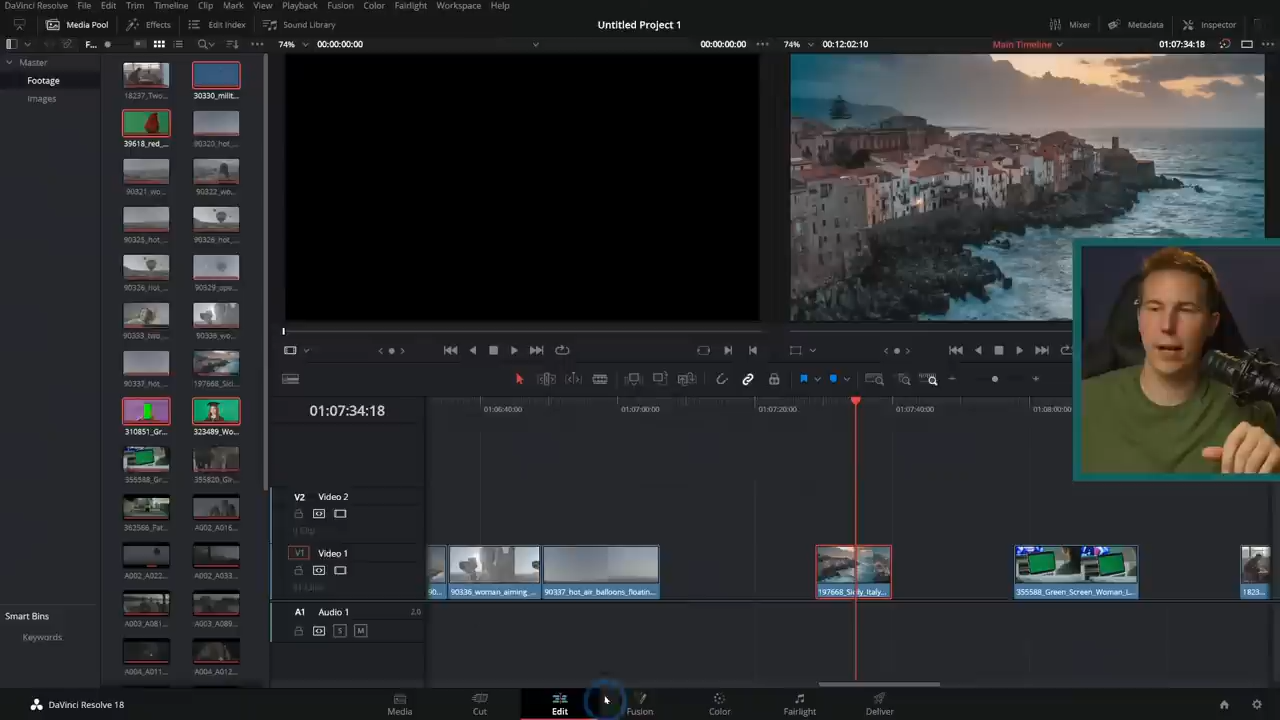 DaVinci Resolve File Edit Trim Timeline Clip Mark View Playback Fusion Color Fairlight Workspace Help
Media Pool Effects Edit Index Sound Library Untitled Project 1 Mixer Metadata Inspector
F... 74% 00:00:00:00 00:00:00:00 74% 00:12:02:10 Main Timeline 01:07:34:18
Master
Footage
Images
18237_Two... 30330_milit...
39618_red_... 90320_hot_...
90321_wo... 90322_wo...
90325_hot_... 90326_hot_...
90333_two_... 90336_wo...
90337_hot_... 197668_Sici...
310851_Gr... 323489_Wo...
355588_Gr... 355820_Gir...
362566_Pat... A002_A016...
A002_A022... A002_A033...
A003_A081... A003_A089...
A004_A011... A004_A012...
Smart Bins
Keywords
01:07:34:18
01:06:40:00 01:07:00:00 01:07:20:00 01:07:40:00 01:08:00:00
V2 Video 2
V1 Video 1
90... 90336_woman_aiming_... 90337_hot_air_balloons_floatin... 197668_Sicily_Italy... 355588_Green_Screen_Woman_L... 1823...
A1 Audio 1 2.0
S M
DaVinci Resolve 18 Media Cut Edit Fusion Color Fairlight Deliver